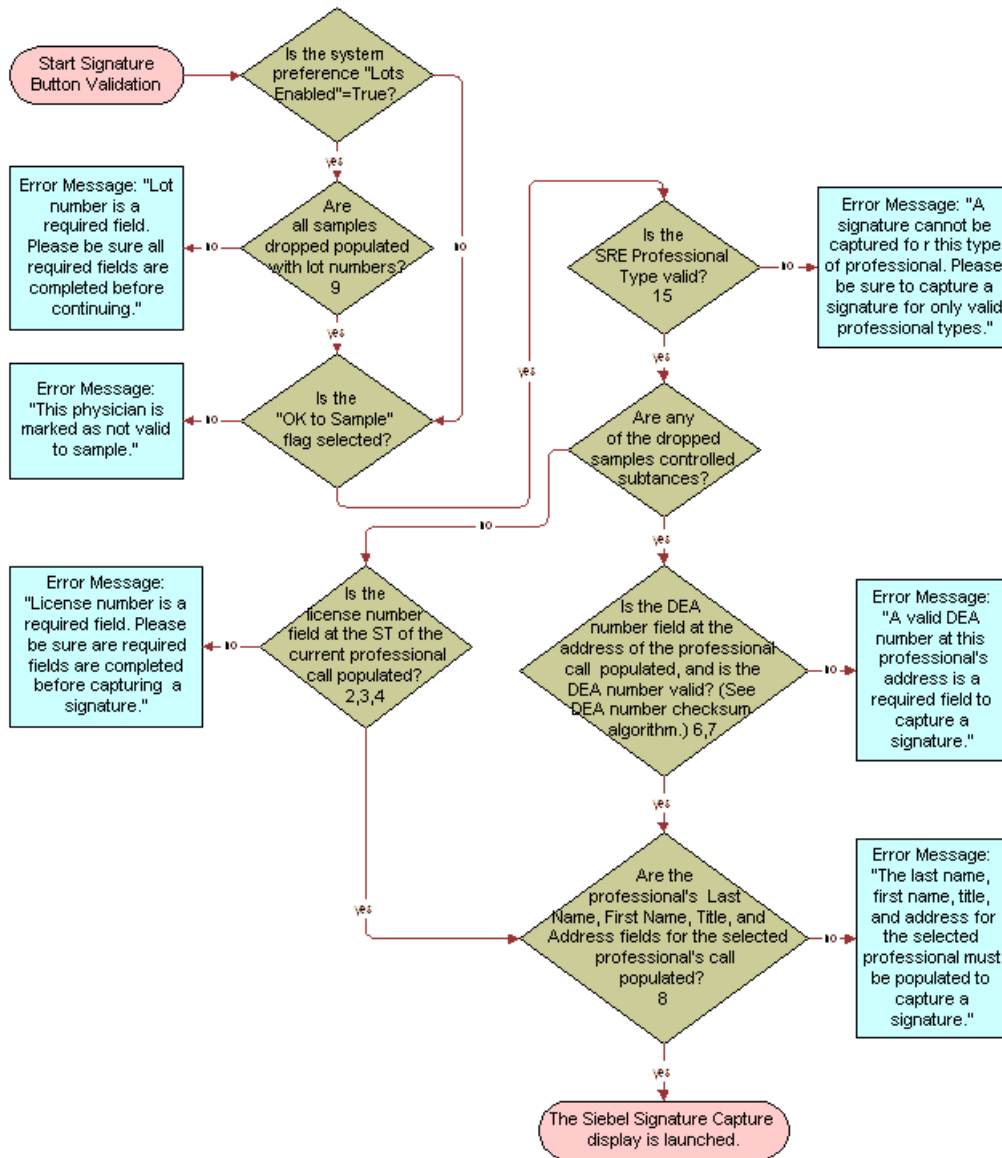 Start Signature
Button Validation
Is the system
preference "Lots
Enabled"=True?
no
yes
Error Message: "Lot
number is a
required field.
Please be sure all
required fields are
completed before
continuing."
no
Are
all samples
dropped populated
with lot numbers?
9
yes
Error Message:
"This physician is
marked as not valid
to sample."
no
Is the
"OK to Sample"
flag selected?
yes
Is the
SRE Professional
Type valid?
15
no
Error Message: "A
signature cannot be
captured fo r this type
of professional. Please
be sure to capture a
signature for only valid
professional types."
yes
Are any
of the dropped
samples controlled
subtances?
no
yes
Error Message:
"License number is a
required field. Please
be sure are required
fields are completed
before capturing a
signature."
no
Is the
license number
field at the ST of the
current professional
call populated?
2,3,4
yes
Is the DEA
number field at the
address of the professional
call populated, and is the
DEA number valid? (See
DEA number checksum
algorithm.) 6,7
no
Error Message:
"A valid DEA
number at this
professional's
address is a
required field to
capture a
signature."
yes
Are the
professional's Last
Name, First Name, Title, and
Address fields for the selected
professional's call
populated?
8
no
Error Message:
"The last name,
first name, title,
and address for
the selected
professional must
be populated to
capture a
signature."
yes
The Siebel Signature Capture
display is launched.